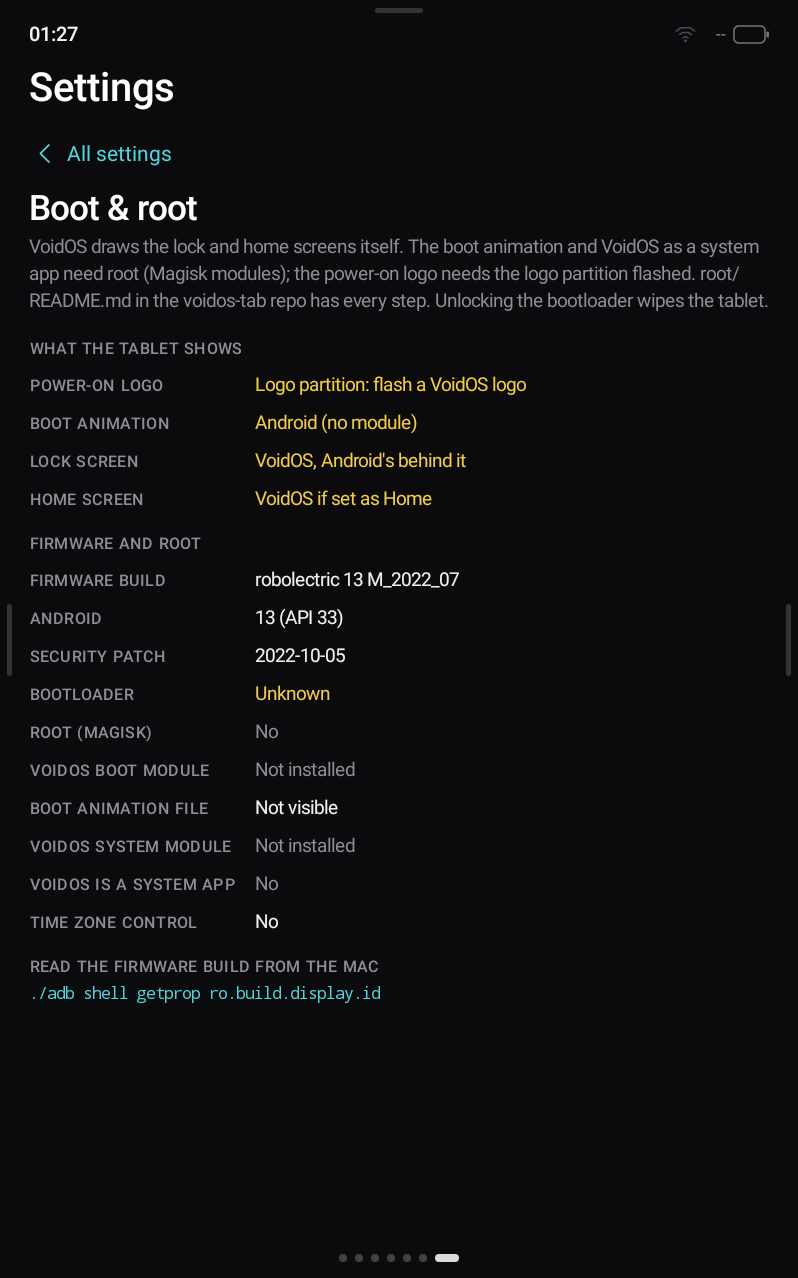 01:27
--
Settings
All settings
Boot & root
VoidOS draws the lock and home screens itself. The boot animation and VoidOS as a system
app need root (Magisk modules); the power-on logo needs the logo partition flashed. root/
README.md in the voidos-tab repo has every step. Unlocking the bootloader wipes the tablet.
WHAT THE TABLET SHOWS
POWER-ON LOGO Logo partition: flash a VoidOS logo
BOOT ANIMATION Android (no module)
LOCK SCREEN VoidOS, Android's behind it
HOME SCREEN VoidOS if set as Home
FIRMWARE AND ROOT
FIRMWARE BUILD robolectric 13 M_2022_07
ANDROID 13 (API 33)
SECURITY PATCH 2022-10-05
BOOTLOADER Unknown
ROOT (MAGISK) No
VOIDOS BOOT MODULE Not installed
BOOT ANIMATION FILE Not visible
VOIDOS SYSTEM MODULE Not installed
VOIDOS IS A SYSTEM APP No
TIME ZONE CONTROL No
READ THE FIRMWARE BUILD FROM THE MAC
./adb shell getprop ro.build.display.id